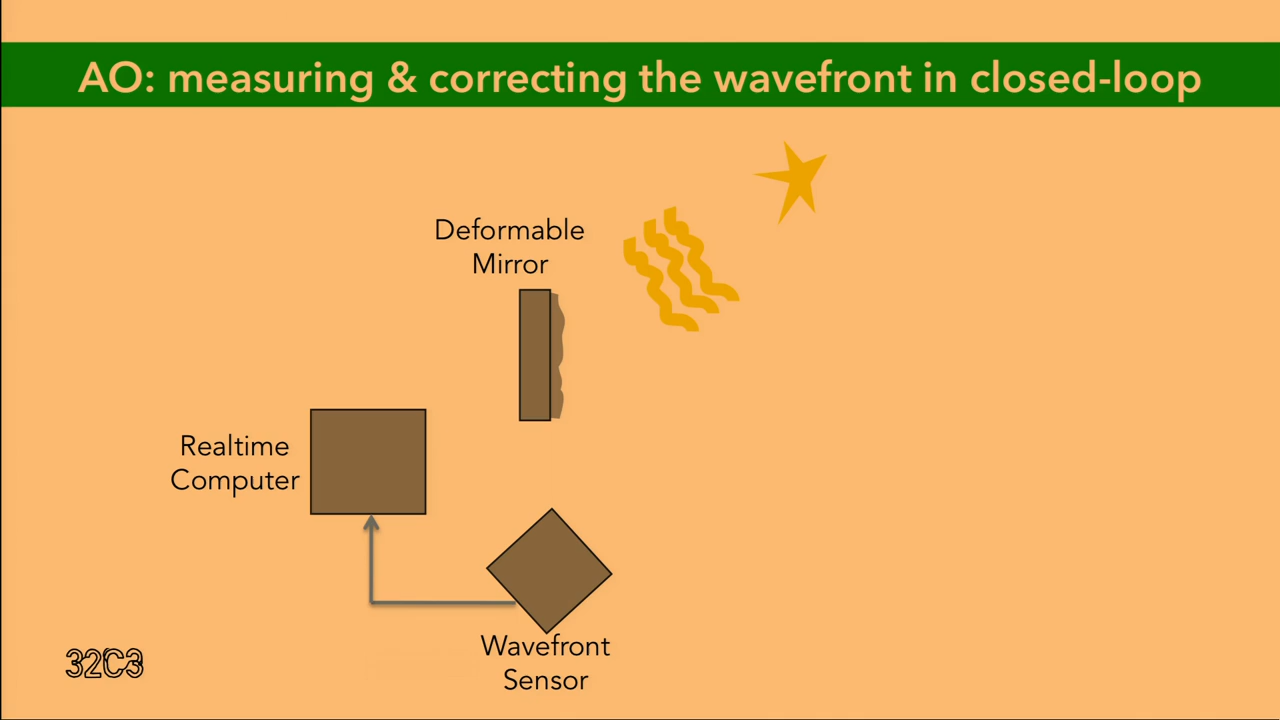 AO: measuring & correcting the wavefront in closed-loop
Deformable
Mirror
Realtime
Computer
Wavefront
Sensor
32C3